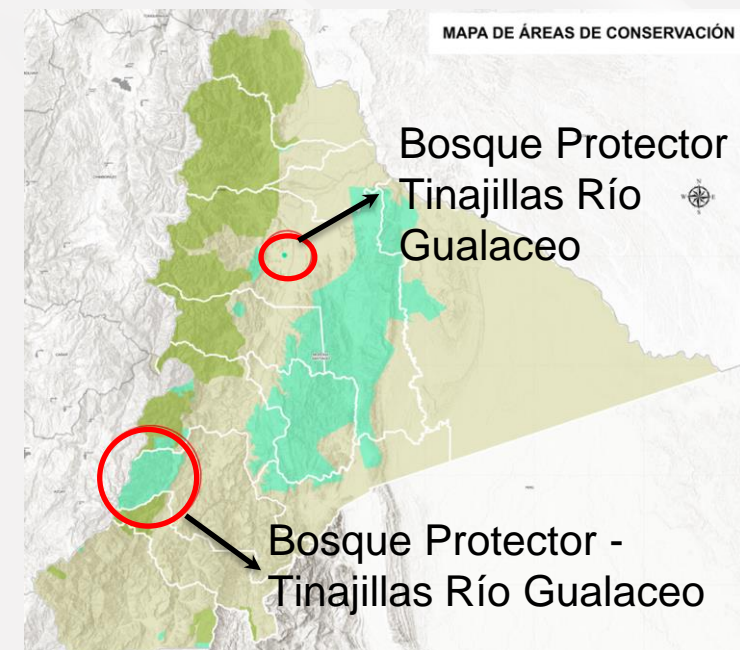 MAPA DE ÁREAS DE CONSERVACIÓN
Bosque Protector
Tinajillas Río
Gualaceo
Bosque Protector -
Tinajillas Río Gualaceo